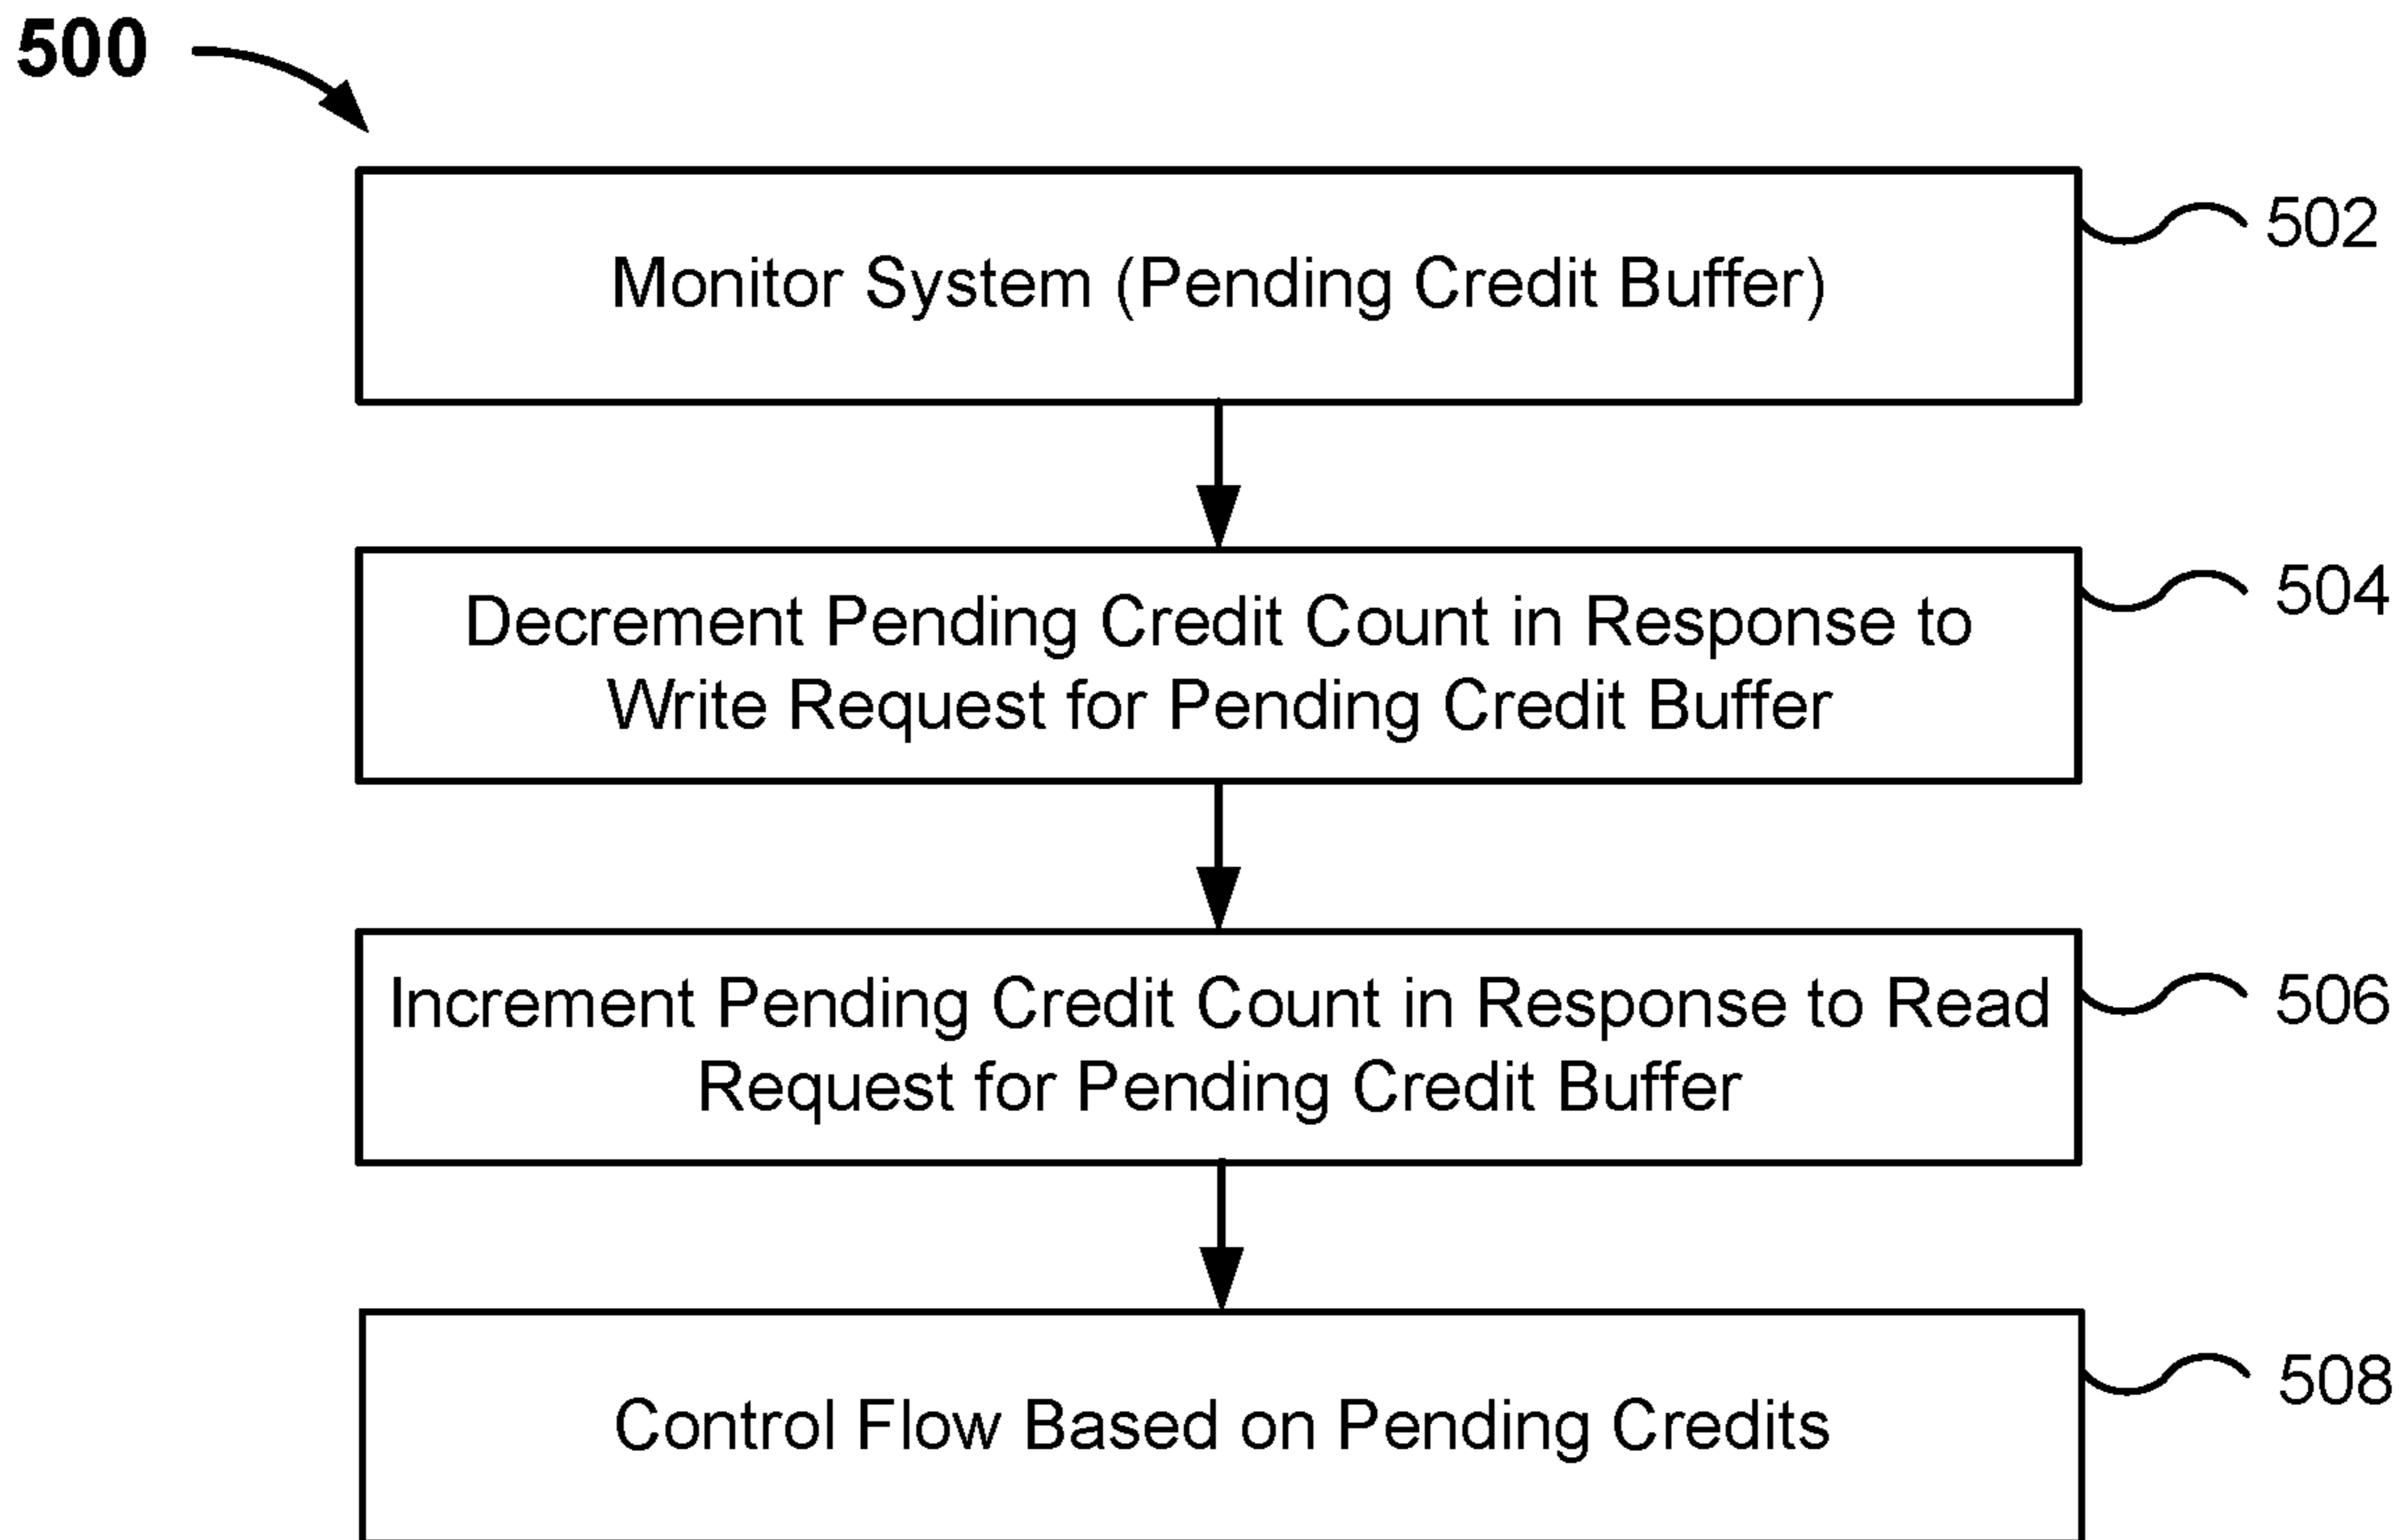 500
Monitor System (Pending Credit Buffer)
502
Decrement Pending Credit Count in Response to
Write Request for Pending Credit Buffer
504
Increment Pending Credit Count in Response to Read
Request for Pending Credit Buffer
506
Control Flow Based on Pending Credits
508